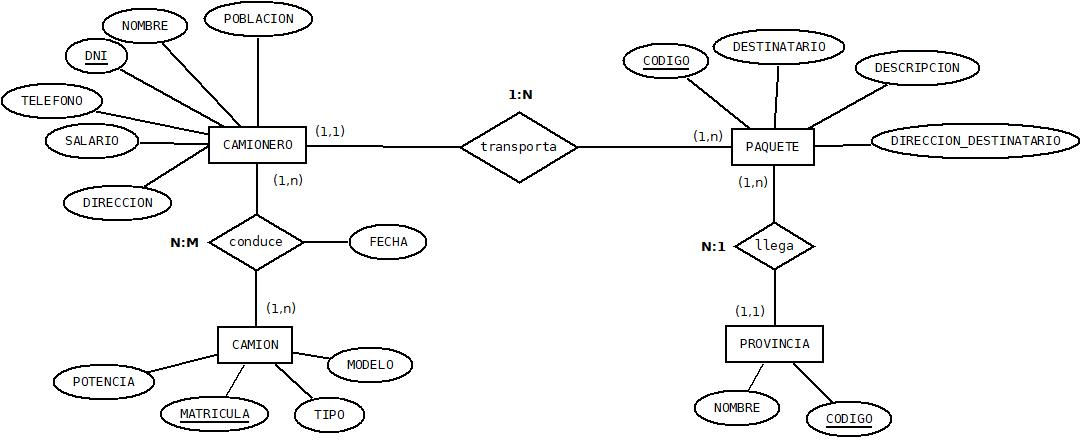 NOMBRE
POBLACION
DNI
TELEFONO
SALARIO
DIRECCION
CAMIONERO
(1,1)
1:N
transporta
(1,n)
CODIGO
DESTINATARIO
DESCRIPCION
PAQUETE
DIRECCION_DESTINATARIO
(1,n)
(1,n)
N:M
conduce
FECHA
N:1
llega
(1,n)
(1,1)
CAMION
PROVINCIA
POTENCIA
MATRICULA
TIPO
MODELO
NOMBRE
CODIGO